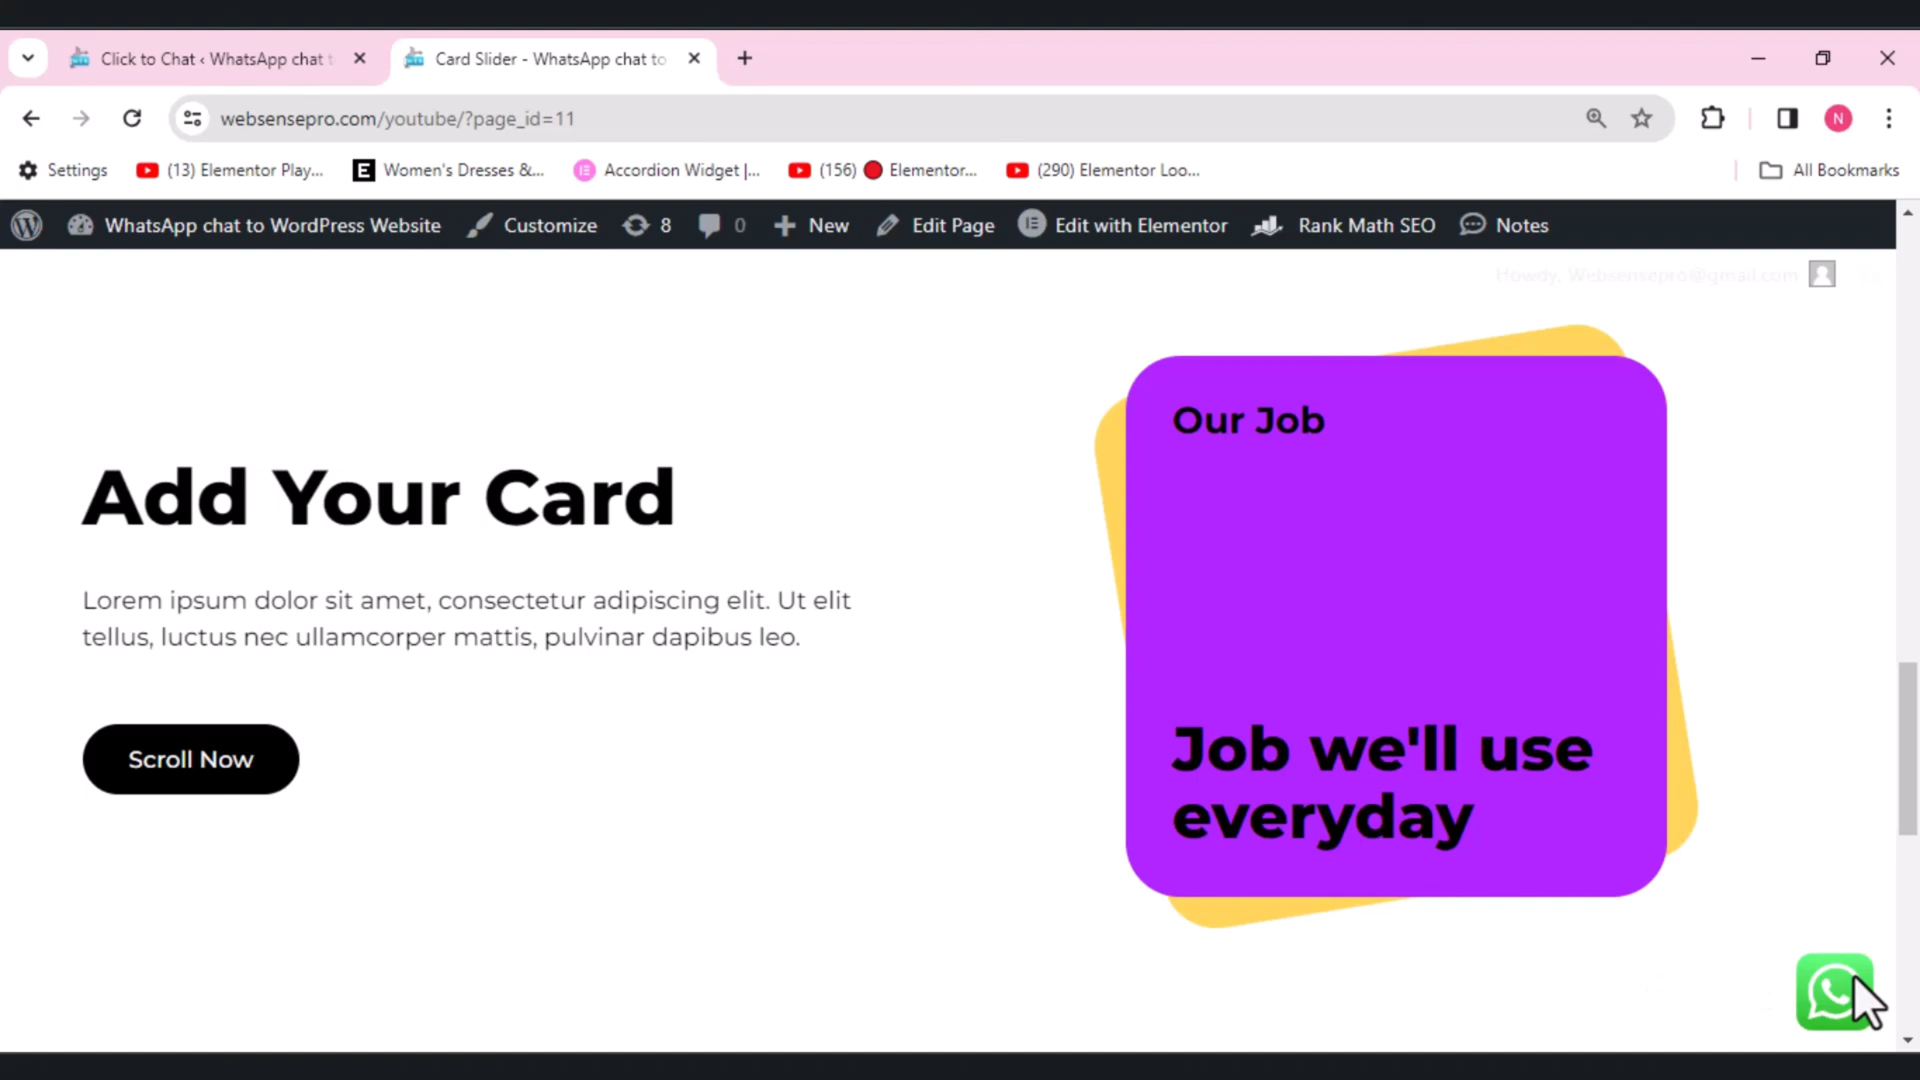 Click to Chat ‹ WhatsApp chat t
Card Slider - WhatsApp chat to
websensepro.com/youtube/?page_id=11
N
Settings
(13) Elementor Play...
E
Women's Dresses &...
Accordion Widget |...
(156)
Elementor...
(290) Elementor Loo...
All Bookmarks
WhatsApp chat to WordPress Website
Customize
8
0
New
Edit Page
Edit with Elementor
Rank Math SEO
Notes
Howdy, Websensepro@gmail.com
Add Your Card
Lorem ipsum dolor sit amet, consectetur adipiscing elit. Ut elit
tellus, luctus nec ullamcorper mattis, pulvinar dapibus leo.
Scroll Now
Our Job
Job we'll use
everyday